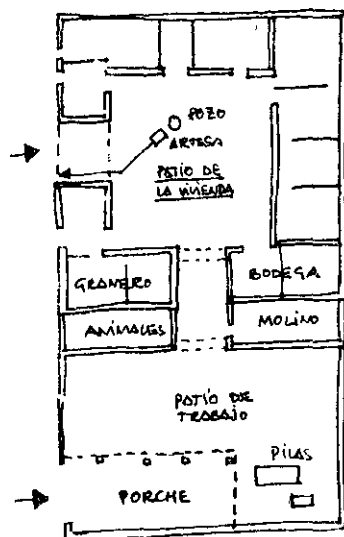 POZO
ARTESA
PATIO DE
LA VIVIENDA
GRANERO
BODEGA
ANIMALES
MOLINO
PATIO DE
TRABAJO
PILAS
PORCHE